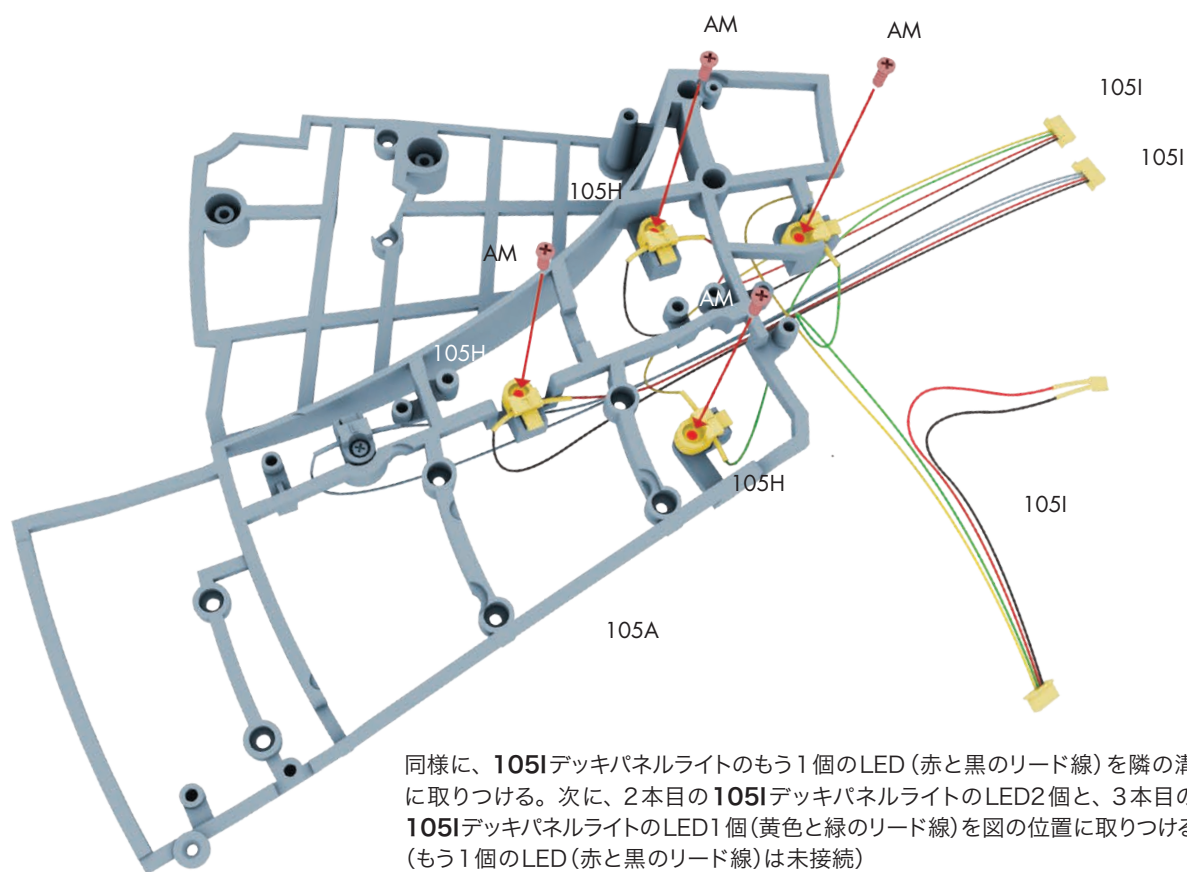 AM
AM
105I
105I
105H
AM
AM
105H
105H
105I
105A
同様に、105Iデッキパネルライトのもう1個のLED(赤と黒のリード線)を隣の溝
に取りつける。次に、2本目の105IデッキパネルライトのLED2個と、3本目の
105IデッキパネルライトのLED1個(黄色と緑のリード線)を図の位置に取りつける
(もう1個のLED(赤と黒のリード線)は未接続)